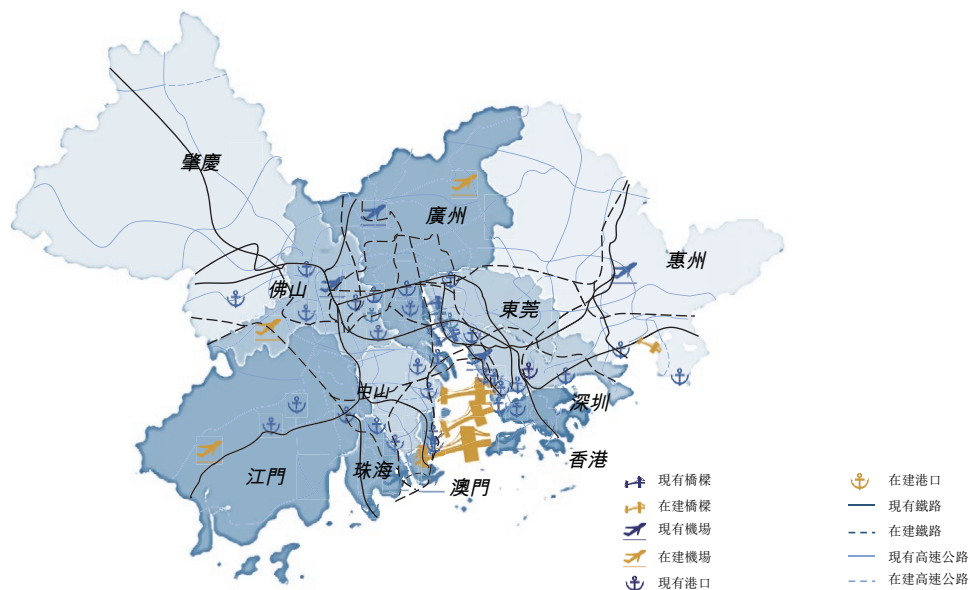 肇慶
廣州
惠州
佛山
東莞
中山
深圳
江門
珠海
澳門
香港
現有橋樑
在建橋樑
現有機場
在建機場
現有港口
在建港口
現有鐵路
在建鐵路
現有高速公路
在建高速公路